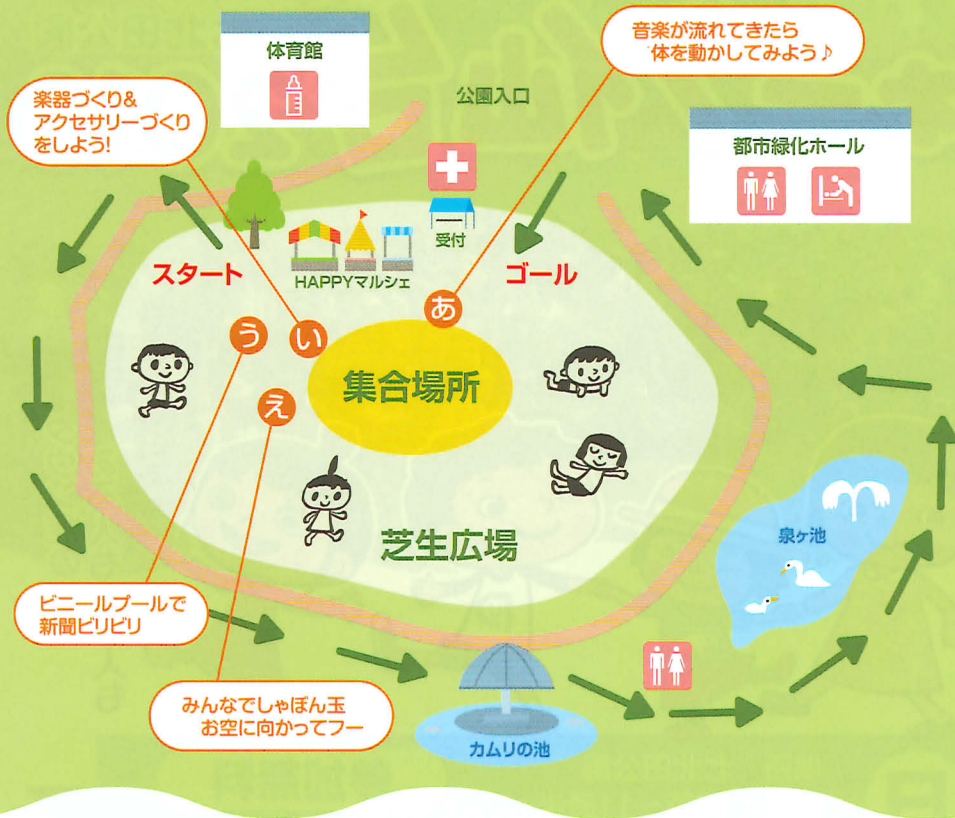 体育館
音楽が流れてきたら
体を動かしてみよう♪
楽器づくり&
アクセサリーづくり
をしよう!
公園入口
都市緑化ホール
受付
スタート
HAPPYマルシェ
ゴール
あ
い
う
え
集合場所
芝生広場
泉ヶ池
ビニールプールで
新聞ビリビリ
みんなでしゃぼん玉
お空に向かってフー
カムリの池